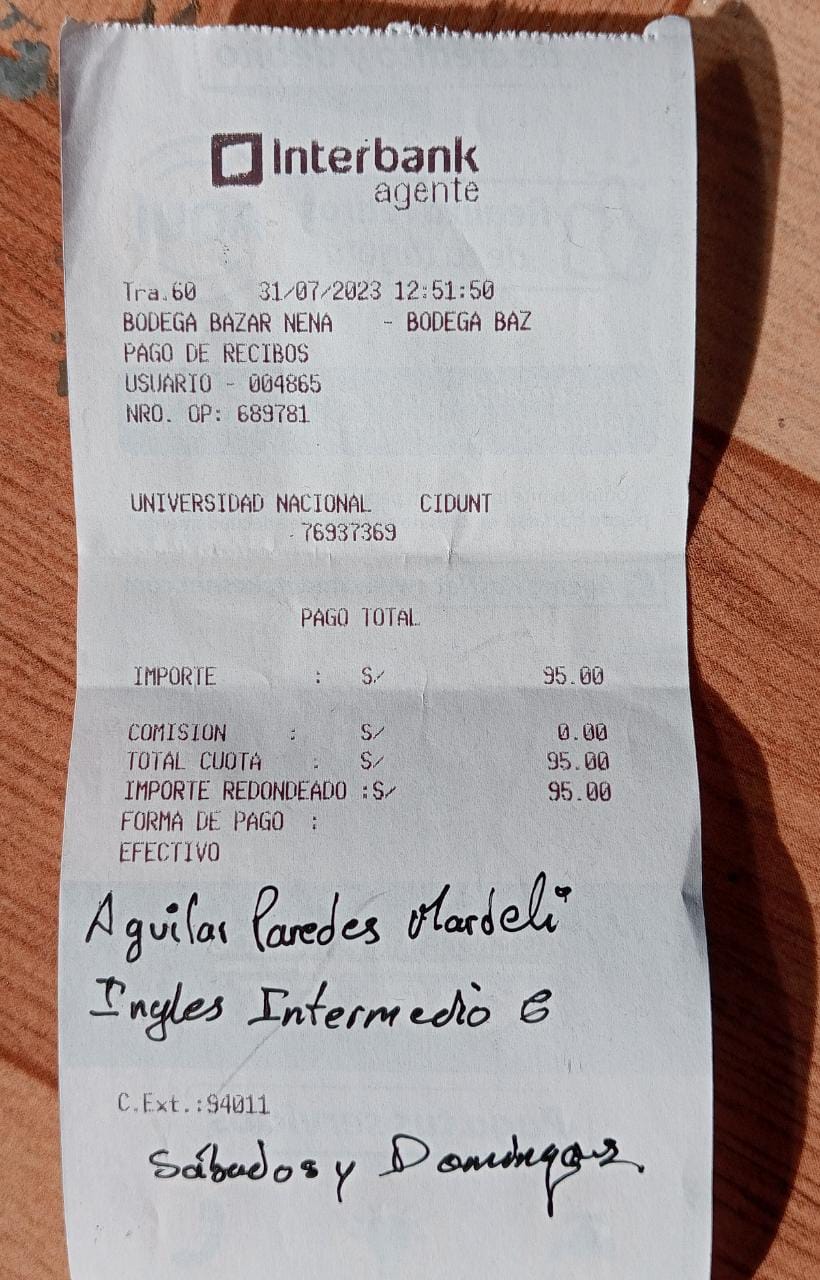 Interbank
agente
Tra.60 31/07/2023 12:51:50
BODEGA BAZAR NENA - BODEGA BAZ
PAGO DE RECIBOS
USUARIO - 004865
NRO. OP: 689781
UNIVERSIDAD NACIONAL CIDUNT
76937369
PAGO TOTAL
IMPORTE : S/ 95.00
COMISION : S/ 0.00
TOTAL CUOTA : S/ 95.00
IMPORTE REDONDEADO :S/ 95.00
FORMA DE PAGO :
EFECTIVO
Aguilar Paredes Mardeli
Ingles Intermedio 6
C.Ext.:94011
Sábados y Domingos.